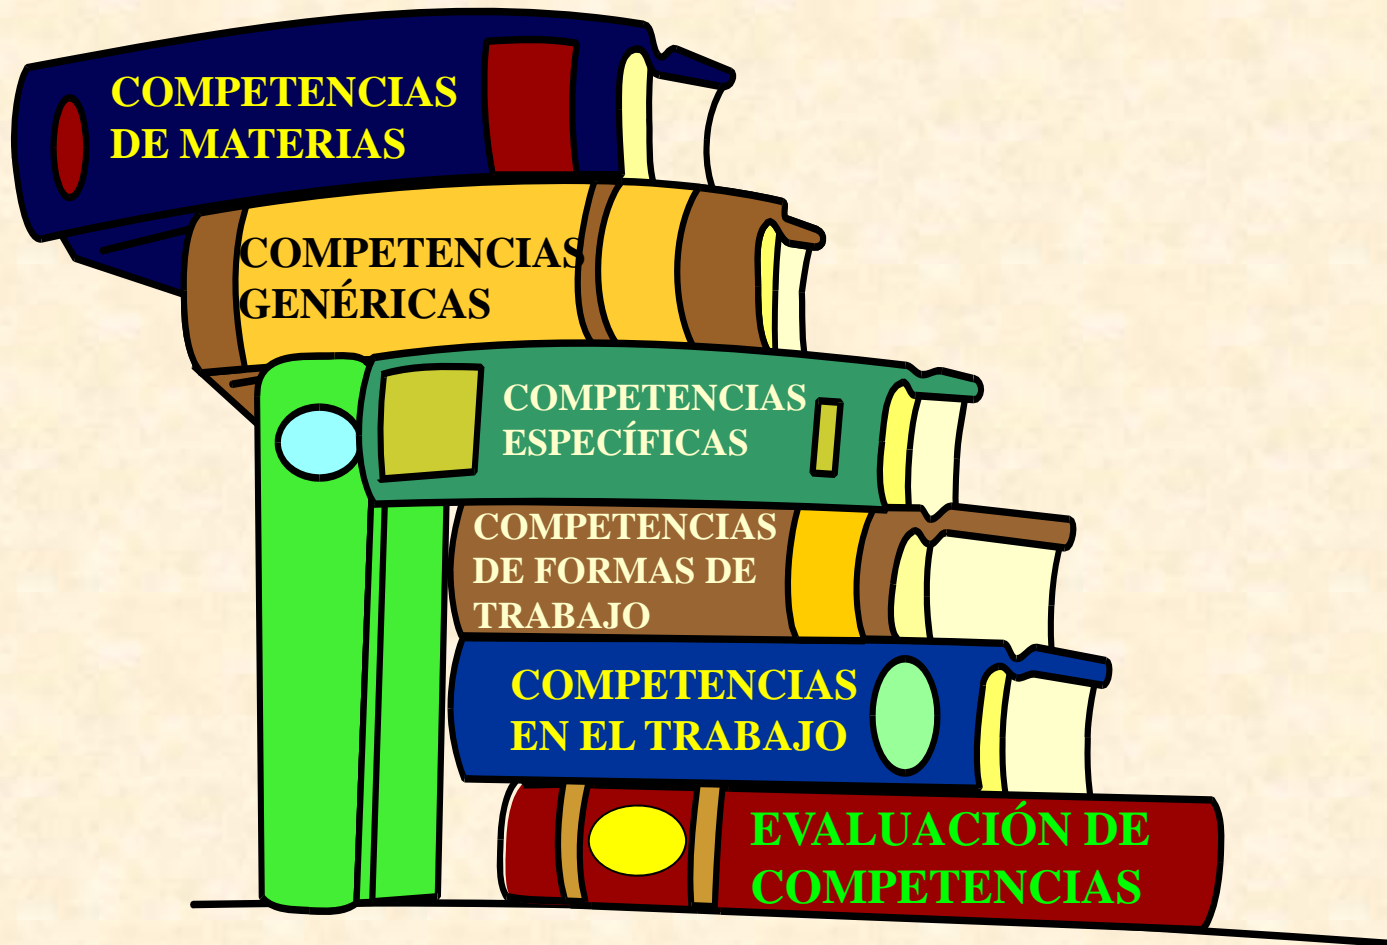 COMPETENCIAS
DE MATERIAS
COMPETENCIAS
GENÉRICAS
COMPETENCIAS
ESPECÍFICAS
COMPETENCIAS
DE FORMAS DE
TRABAJO
COMPETENCIAS
EN EL TRABAJO
EVALUACIÓN DE
COMPETENCIAS